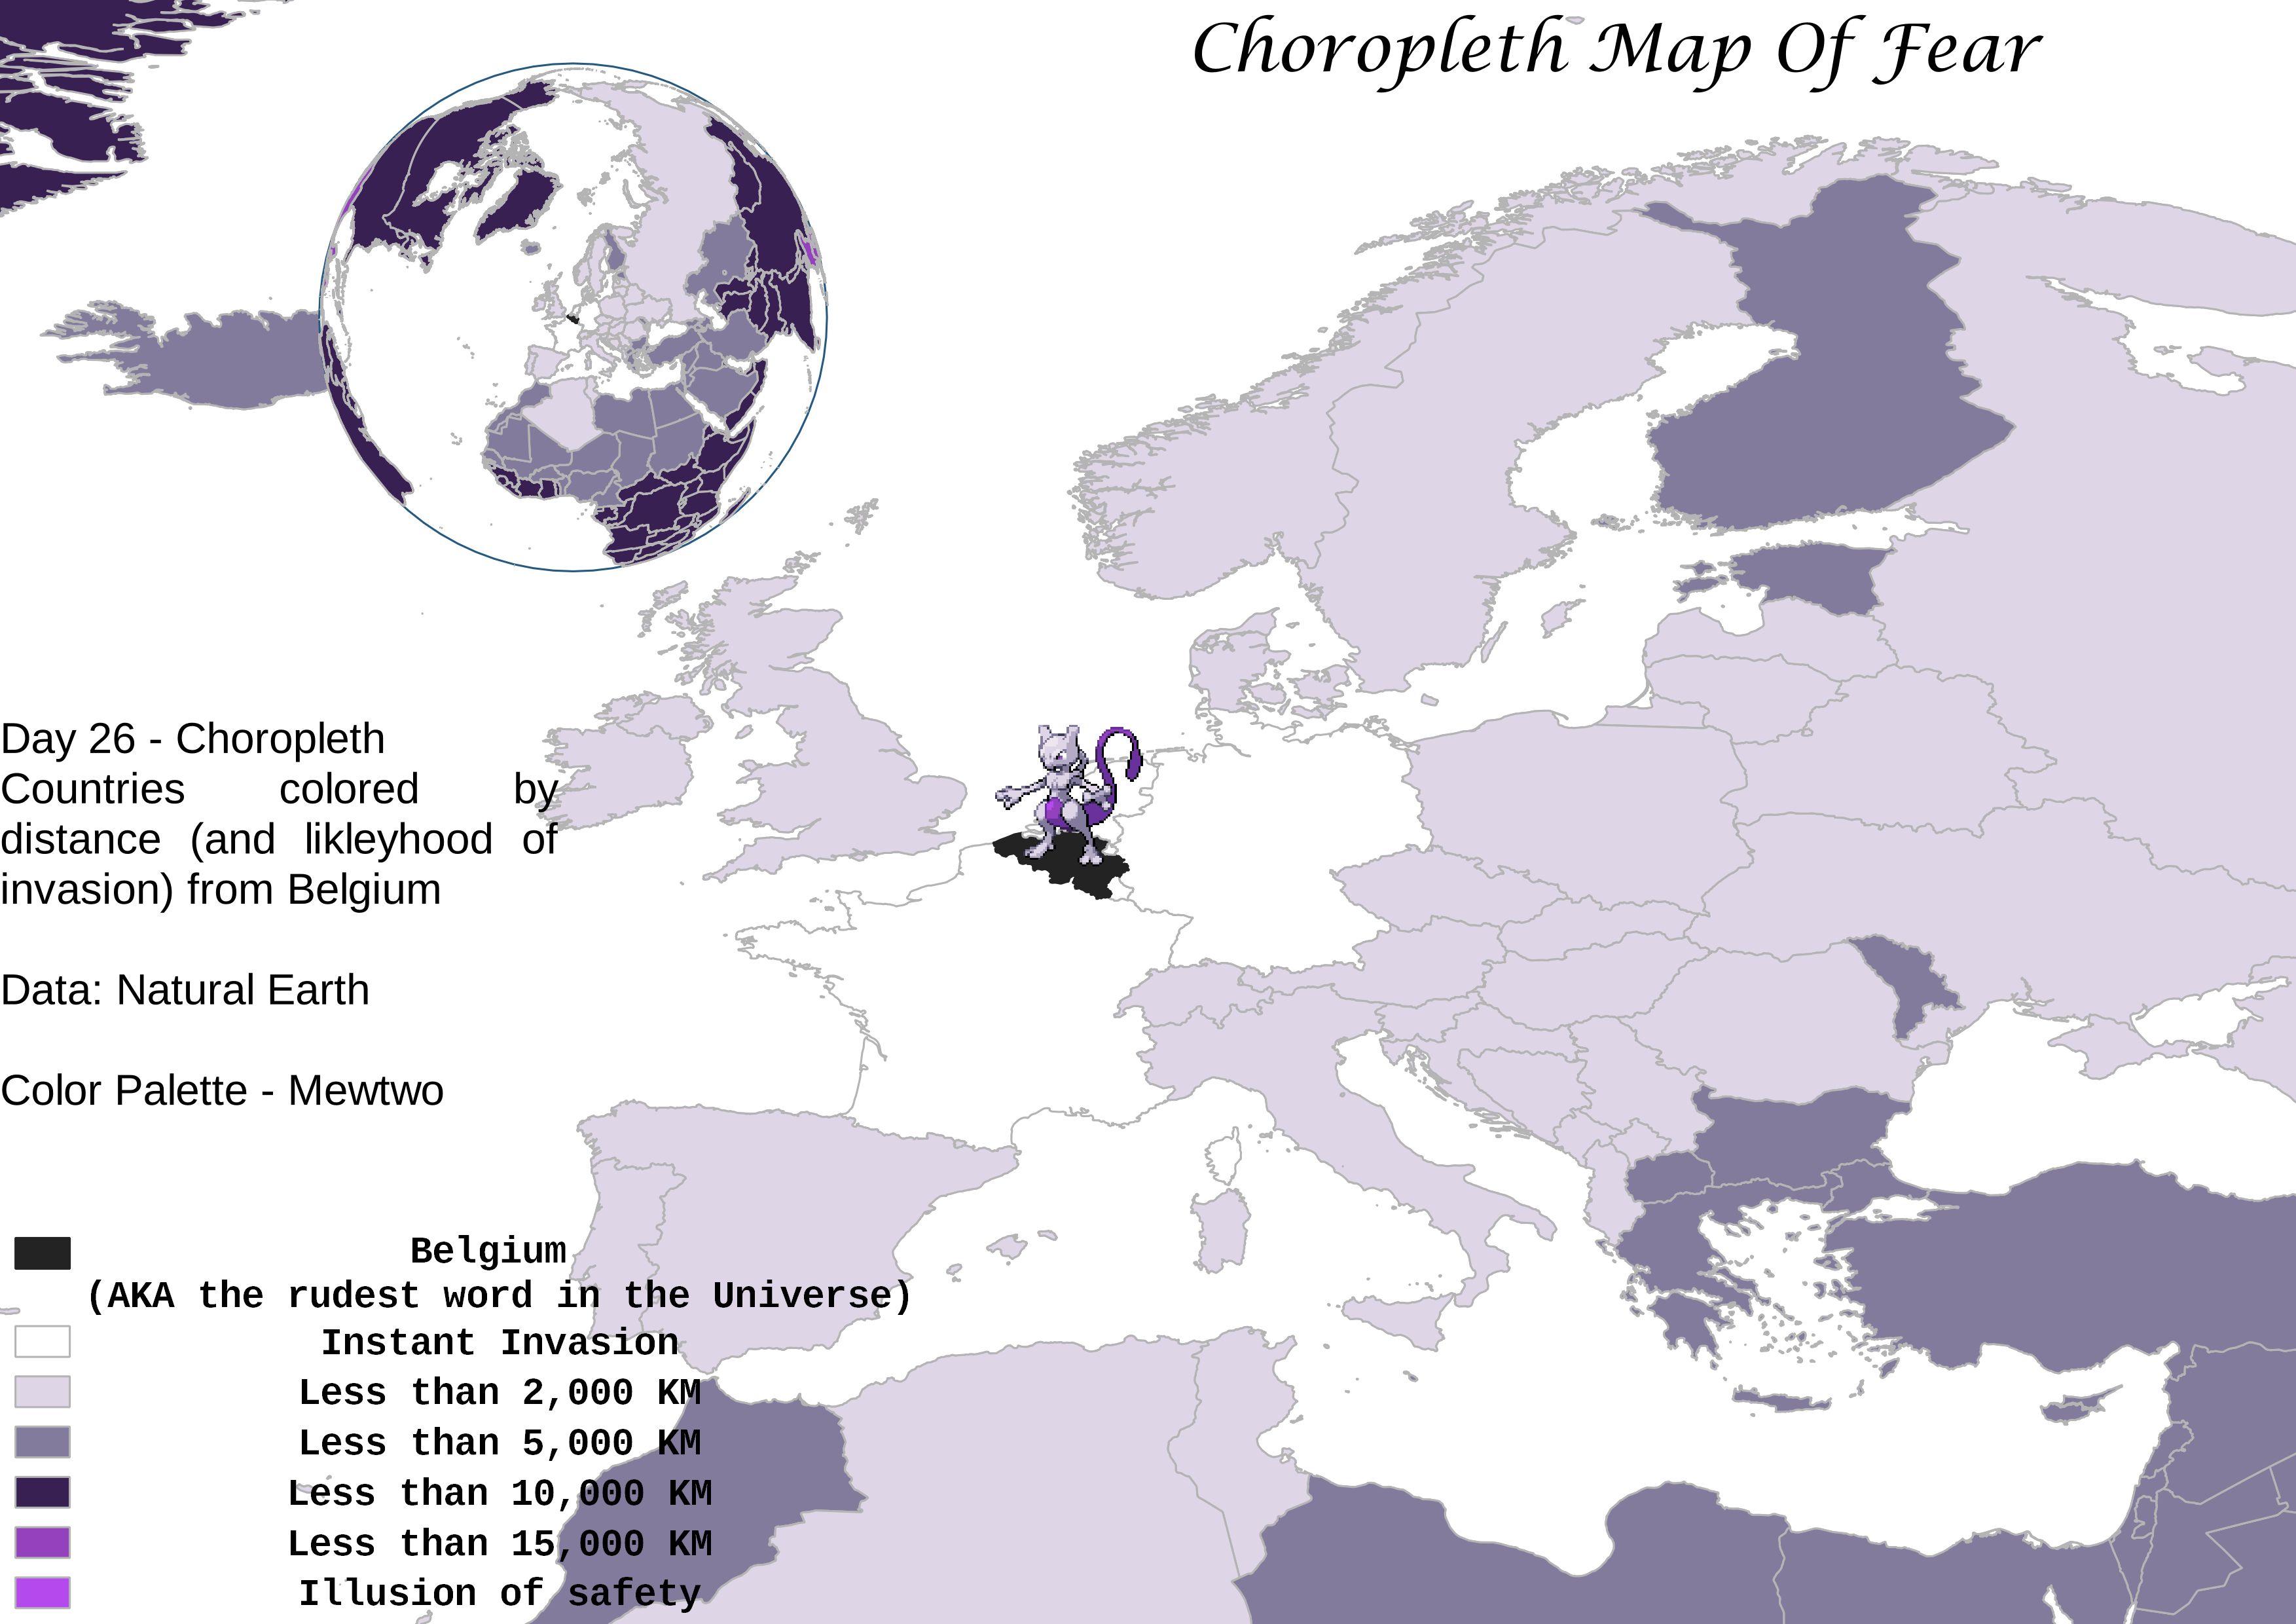 Choropleth Map Of Fear
Day 26 - Choropleth
Countries colored by
distance (and likleyhood of
invasion) from Belgium
Data: Natural Earth
Color Palette - Mewtwo
Belgium
(AKA the rudest word in the Universe)
Instant Invasion
Less than 2,000 KM
Less than 5,000 KM
Less than 10,000 KM
Less than 15,000 KM
Illusion of safety